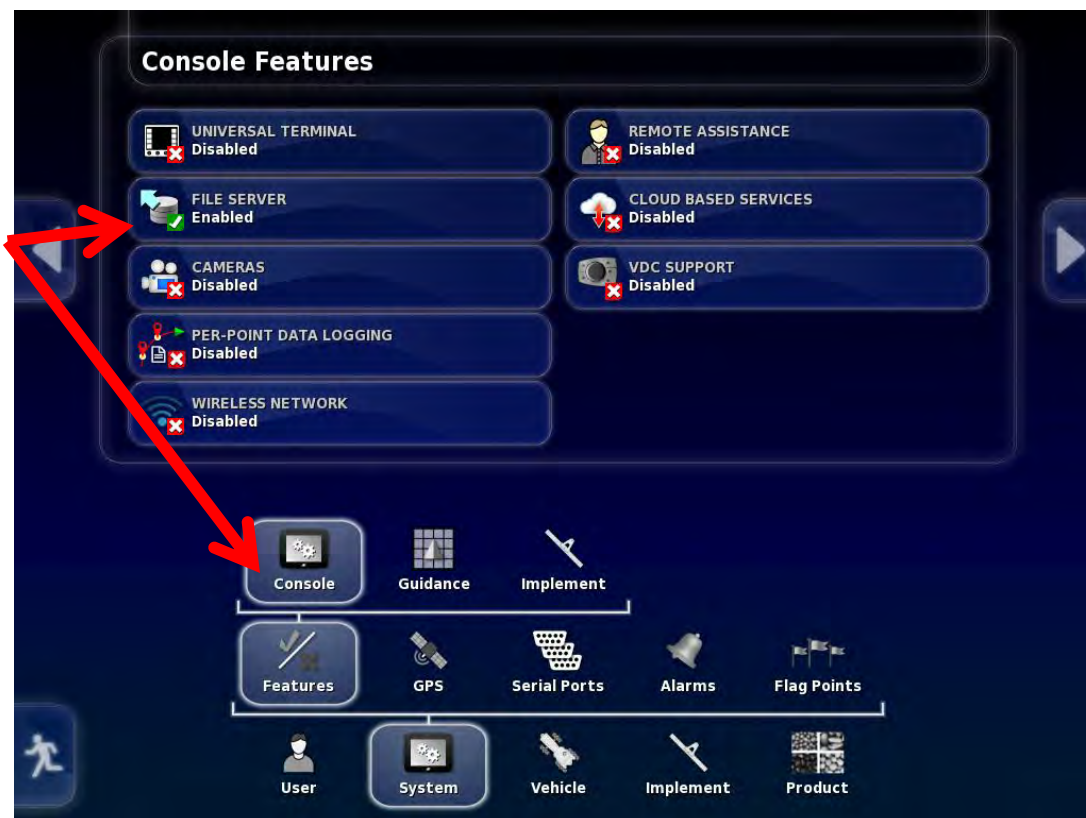 Console Features
UNIVERSAL TERMINAL
Disabled
REMOTE ASSISTANCE
Disabled
FILE SERVER
Enabled
CLOUD BASED SERVICES
Disabled
CAMERAS
Disabled
VDC SUPPORT
Disabled
PER-POINT DATA LOGGING
Disabled
WIRELESS NETWORK
Disabled
Console Guidance Implement
Features GPS Serial Ports Alarms Flag Points
User System Vehicle Implement Product